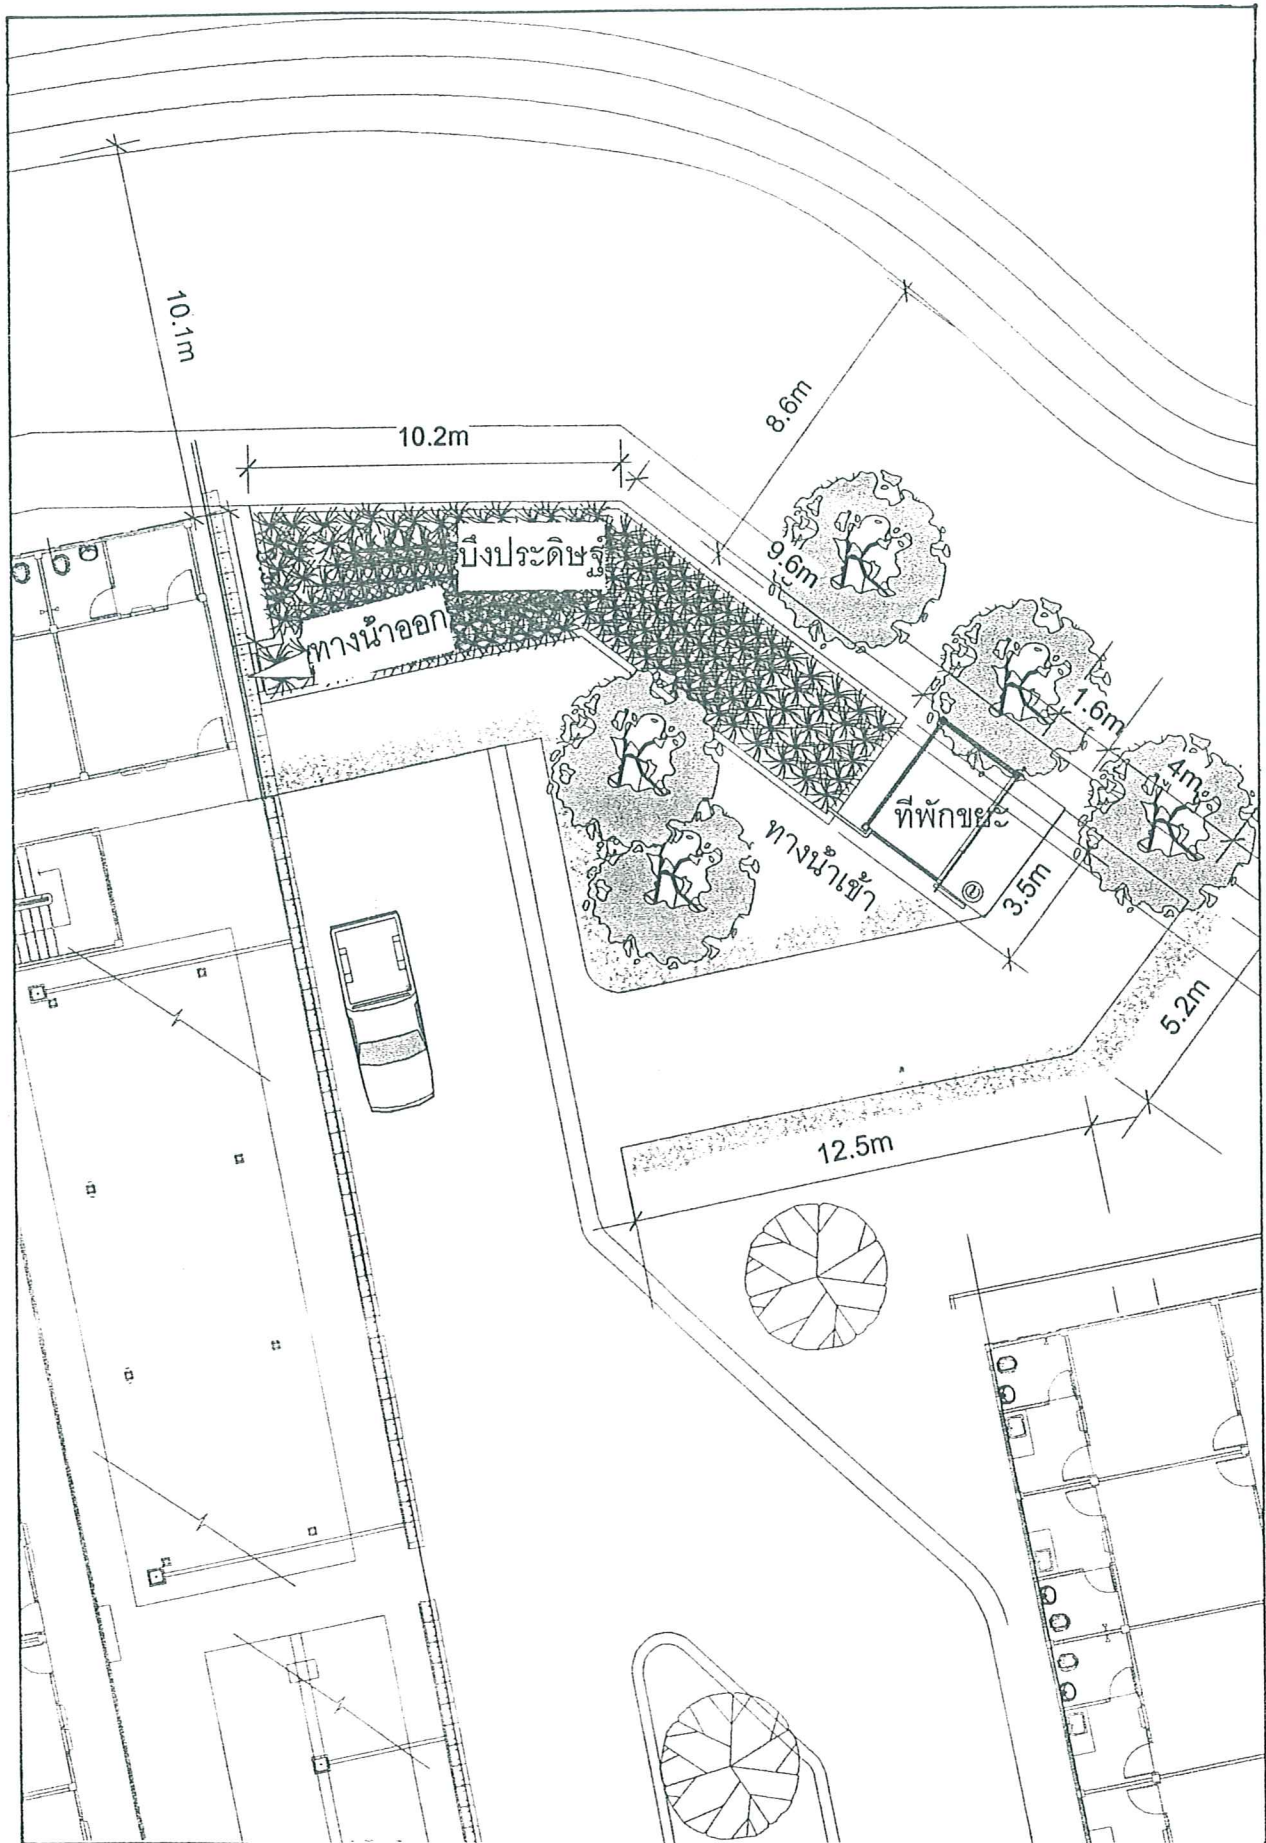 10.1m
10.2m
8.6m
บึงประดิษฐ์
9.6m
ทางน้ำออก
1.6m
4m
ที่พักขยะ
ทางน้ำเข้า
3.5m
5.2m
12.5m